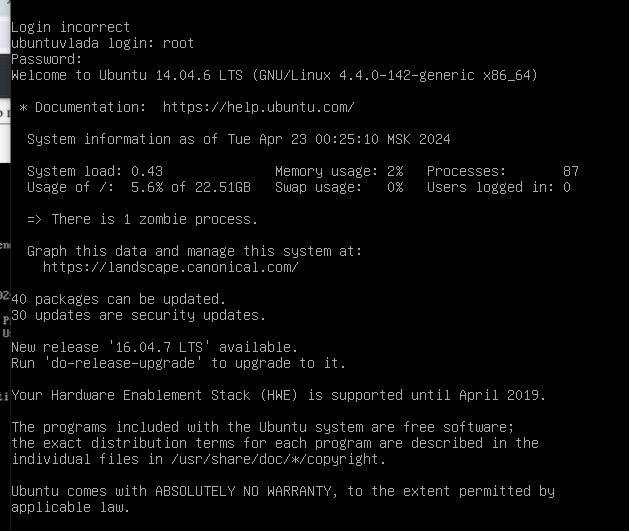 Login incorrect
ubuntuvlada login: root
Password:
Welcome to Ubuntu 14.04.6 LTS (GNU/Linux 4.4.0-142-generic x86_64)
* Documentation:  https://help.ubuntu.com/
System information as of Tue Apr 23 00:25:10 MSK 2024
System load: 0.43 Memory usage: 2% Processes: 87
Usage of /: 5.6% of 22.51GB Swap usage: 0% Users logged in: 0
=> There is 1 zombie process.
Graph this data and manage this system at:
https://landscape.canonical.com/
40 packages can be updated.
30 updates are security updates.
New release '16.04.7 LTS' available.
Run 'do-release-upgrade' to upgrade to it.
Your Hardware Enablement Stack (HWE) is supported until April 2019.
The programs included with the Ubuntu system are free software;
the exact distribution terms for each program are described in the
individual files in /usr/share/doc/*/copyright.
Ubuntu comes with ABSOLUTELY NO WARRANTY, to the extent permitted by
applicable law.